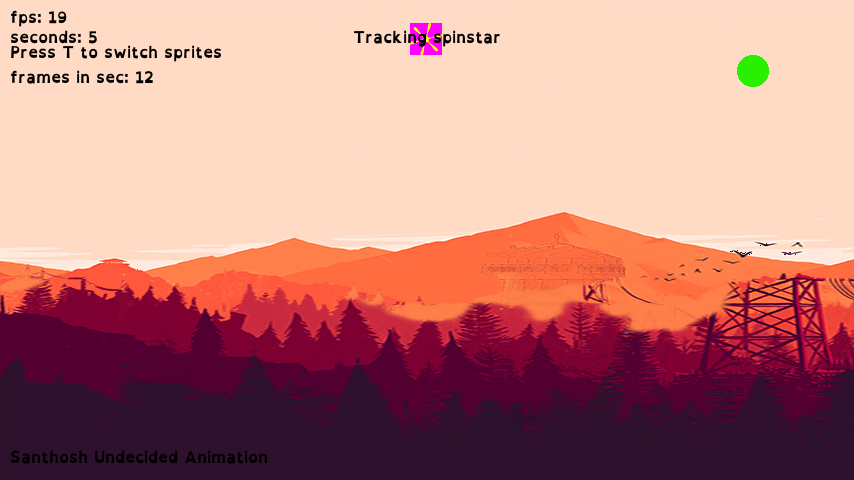 fps: 19
seconds: 5
Tracking spinstar
Press T to switch sprites
frames in sec: 12
Santhosh Undecided Animation